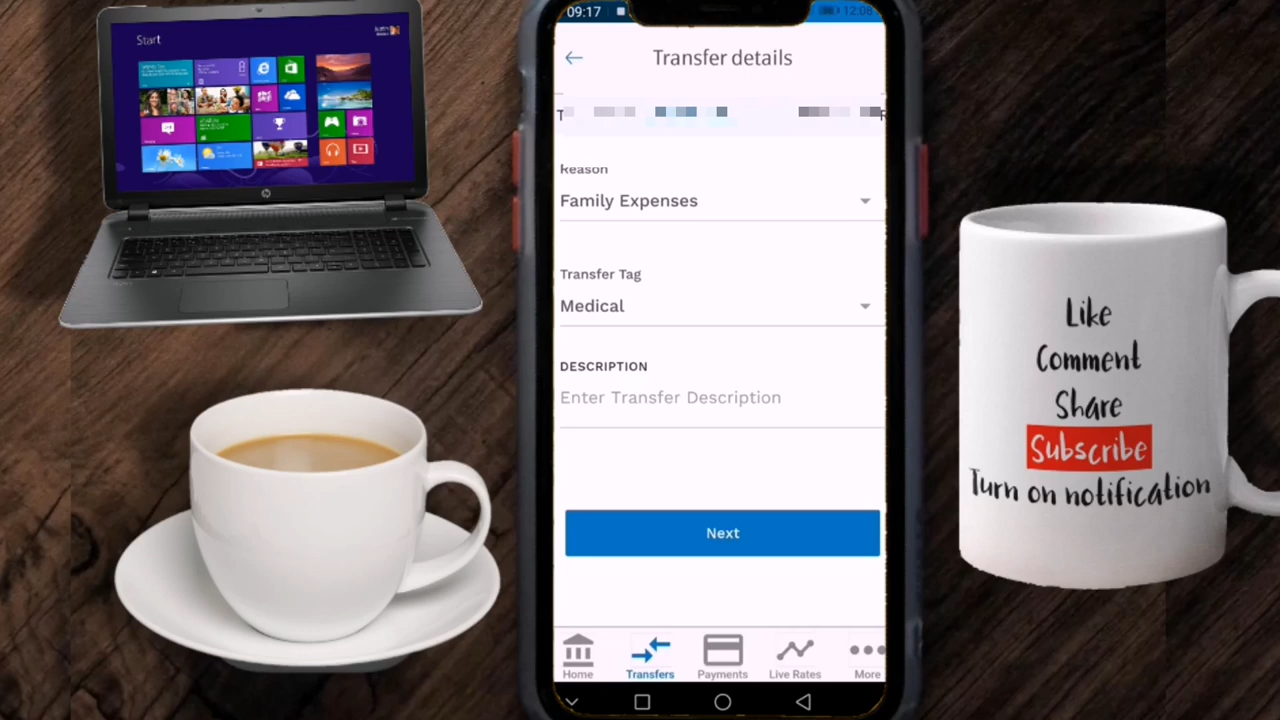 Start
09:17
12:08
Transfer details
Reason
Family Expenses
Transfer Tag
Medical
DESCRIPTION
Enter Transfer Description
Next
Home
Transfers
Payments
Live Rates
More
Like
Comment
Share
Subscribe
Turn on notification